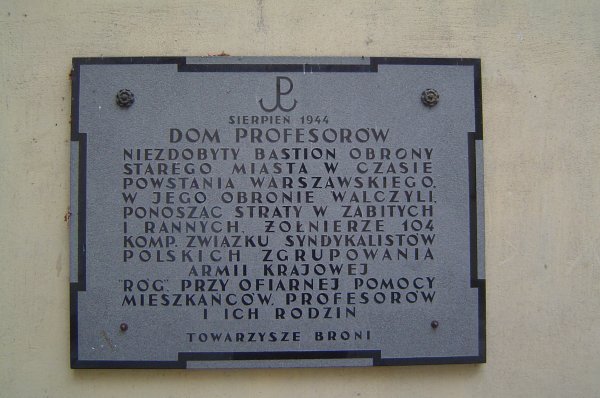 SIERPIEŃ 1944
DOM PROFESORÓW
NIEZDOBYTY BASTION OBRONY
STAREGO MIASTA W CZASIE
POWSTANIA WARSZAWSKIEGO.
W JEGO OBRONIE WALCZYLI,
PONOSZĄC STRATY W ZABITYCH
I RANNYCH, ŻOŁNIERZE 104
KOMP. ZWIĄZKU SYNDYKALISTÓW
POLSKICH ZGRUPOWANIA
ARMII KRAJOWEJ
"RÓG", PRZY OFIARNEJ POMOCY
MIESZKAŃCÓW, PROFESORÓW
I ICH RODZIN
TOWARZYSZE BRONI